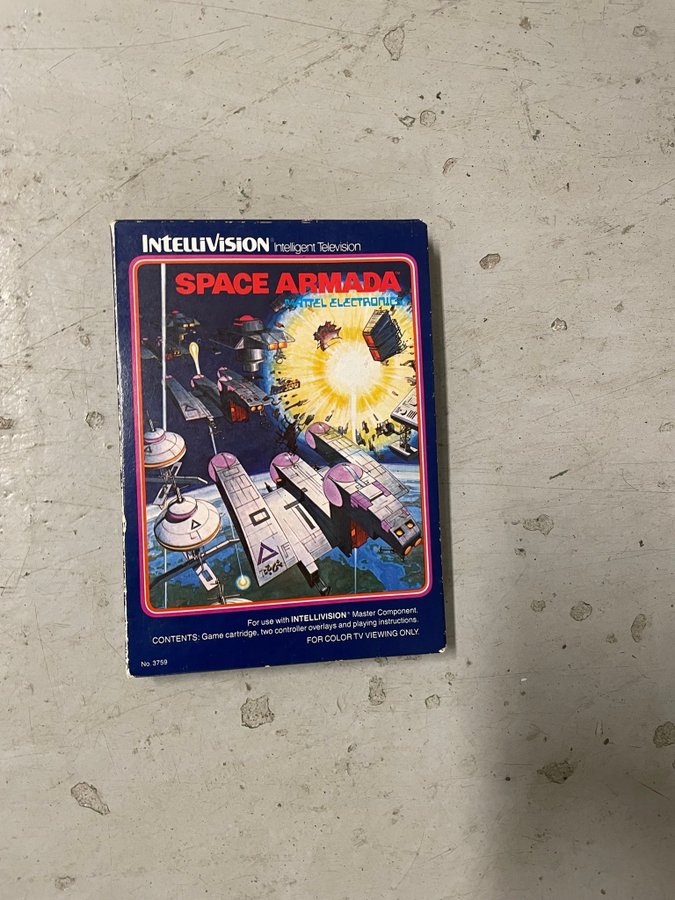 INTELLIVISION Intelligent Television
SPACE ARMADA™
MATTEL ELECTRONICS
For use with INTELLIVISION® Master Component.
CONTENTS: Game cartridge, two controller overlays and playing instructions.
FOR COLOR TV VIEWING ONLY.
No. 3759